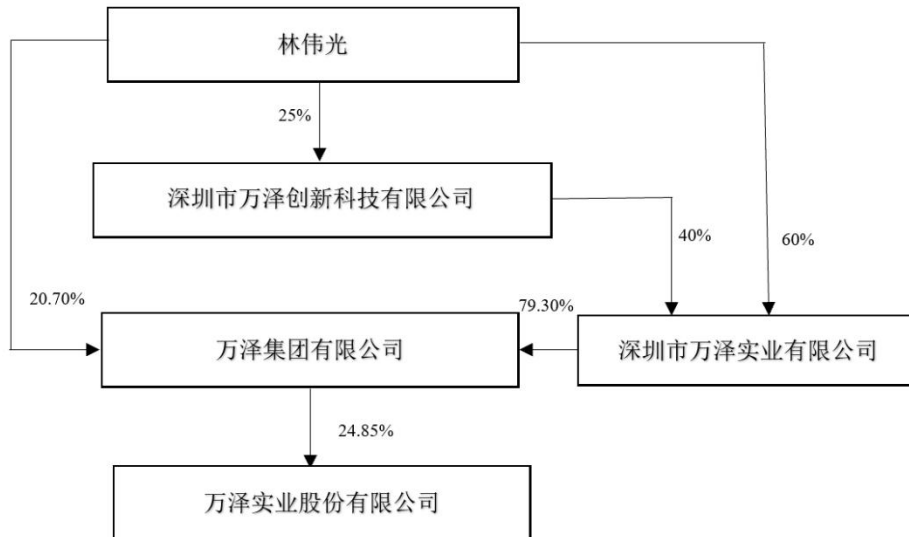 林伟光
25%
深圳市万泽创新科技有限公司
40%
60%
20.70%
79.30%
万泽集团有限公司
深圳市万泽实业有限公司
24.85%
万泽实业股份有限公司